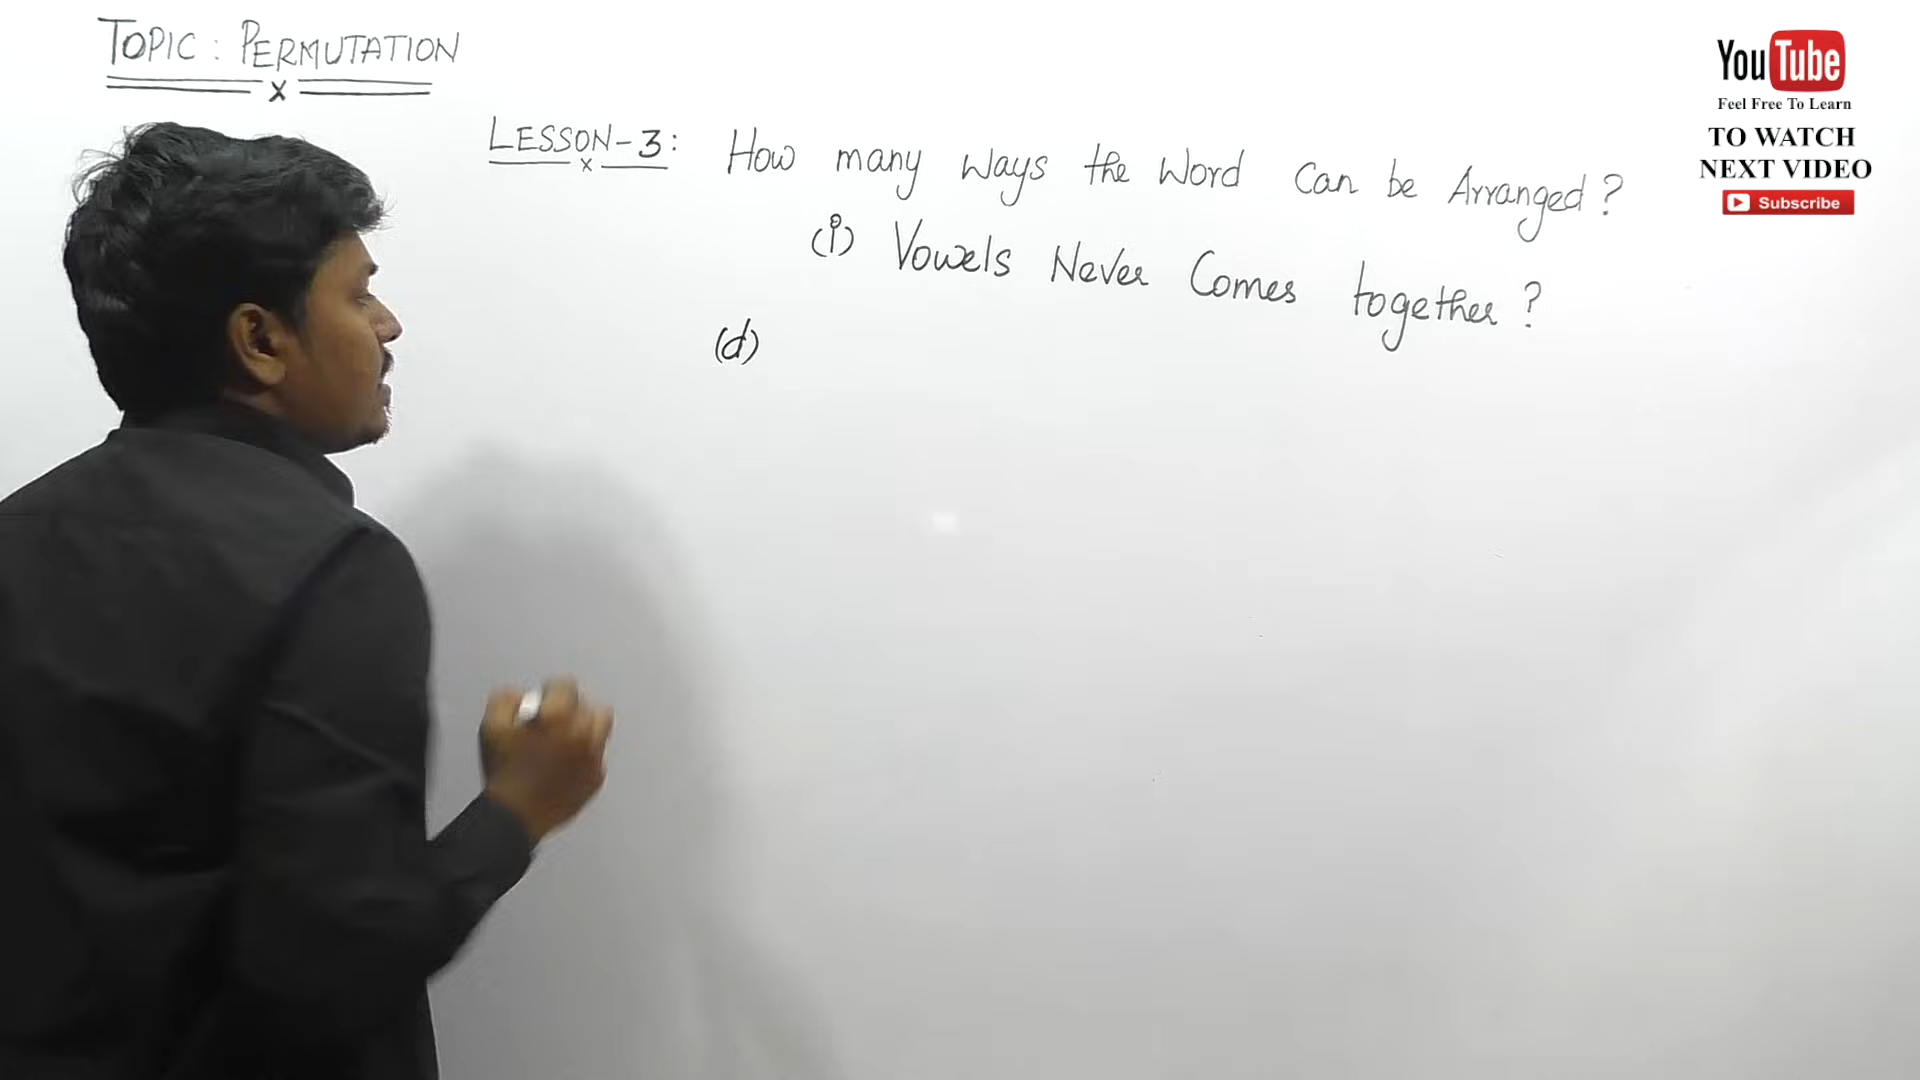 TOPIC : PERMUTATION
x
LESSON-3: How many ways the Word can be Arranged?
x
(i) Vowels Never Comes together?
(d)
YouTube
Feel Free To Learn
TO WATCH
NEXT VIDEO
Subscribe